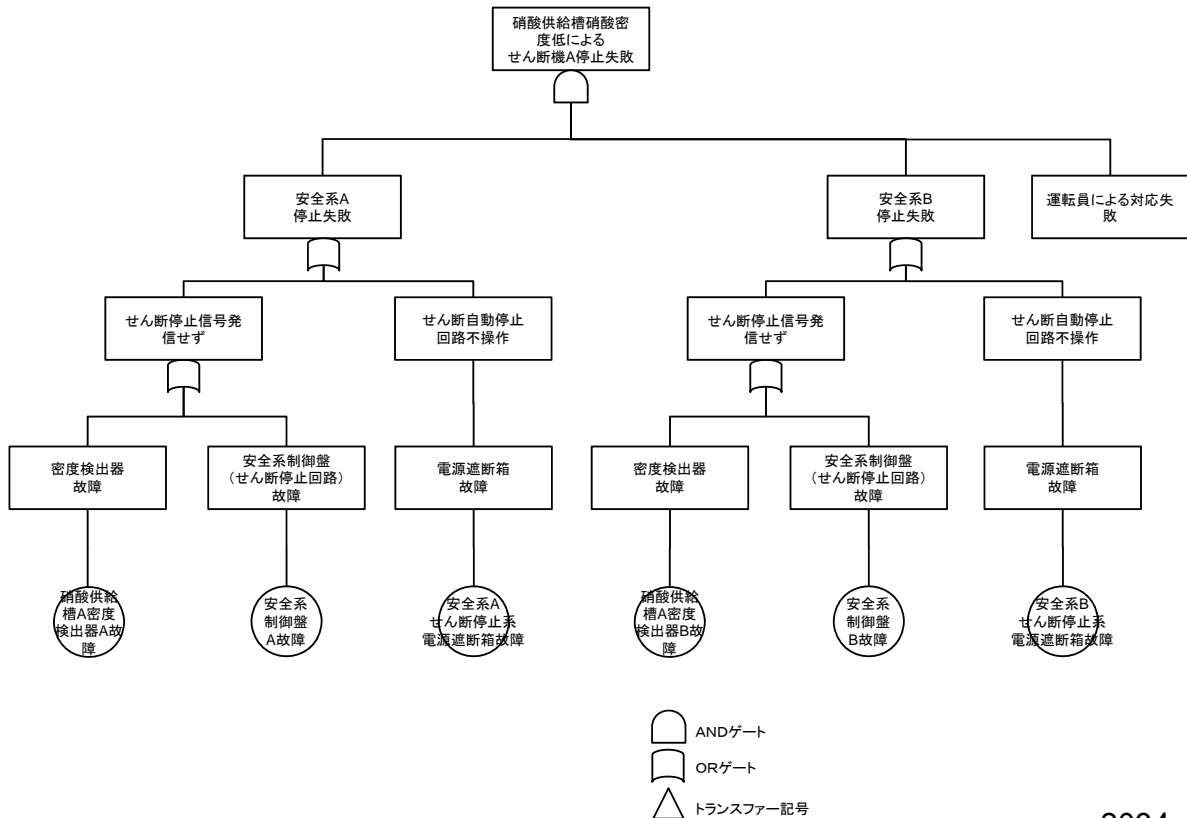 硝酸供給槽硝酸密
度低による
せん断機A停止失敗
安全系A
停止失敗
安全系B
停止失敗
運転員による対応失
敗
せん断停止信号発
信せず
せん断自動停止
回路不操作
せん断停止信号発
信せず
せん断自動停止
回路不操作
密度検出器
故障
安全系制御盤
（せん断停止回路）
故障
電源遮断箱
故障
密度検出器
故障
安全系制御盤
（せん断停止回路）
故障
電源遮断箱
故障
硝酸供給
槽A密度
検出器A故
障
安全系
制御盤
A故障
安全系A
せん断停止系
電源遮断箱故障
硝酸供給
槽A密度
検出器B故
障
安全系
制御盤
B故障
安全系B
せん断停止系
電源遮断箱故障
ANDゲート
ORゲート
トランスファー記号